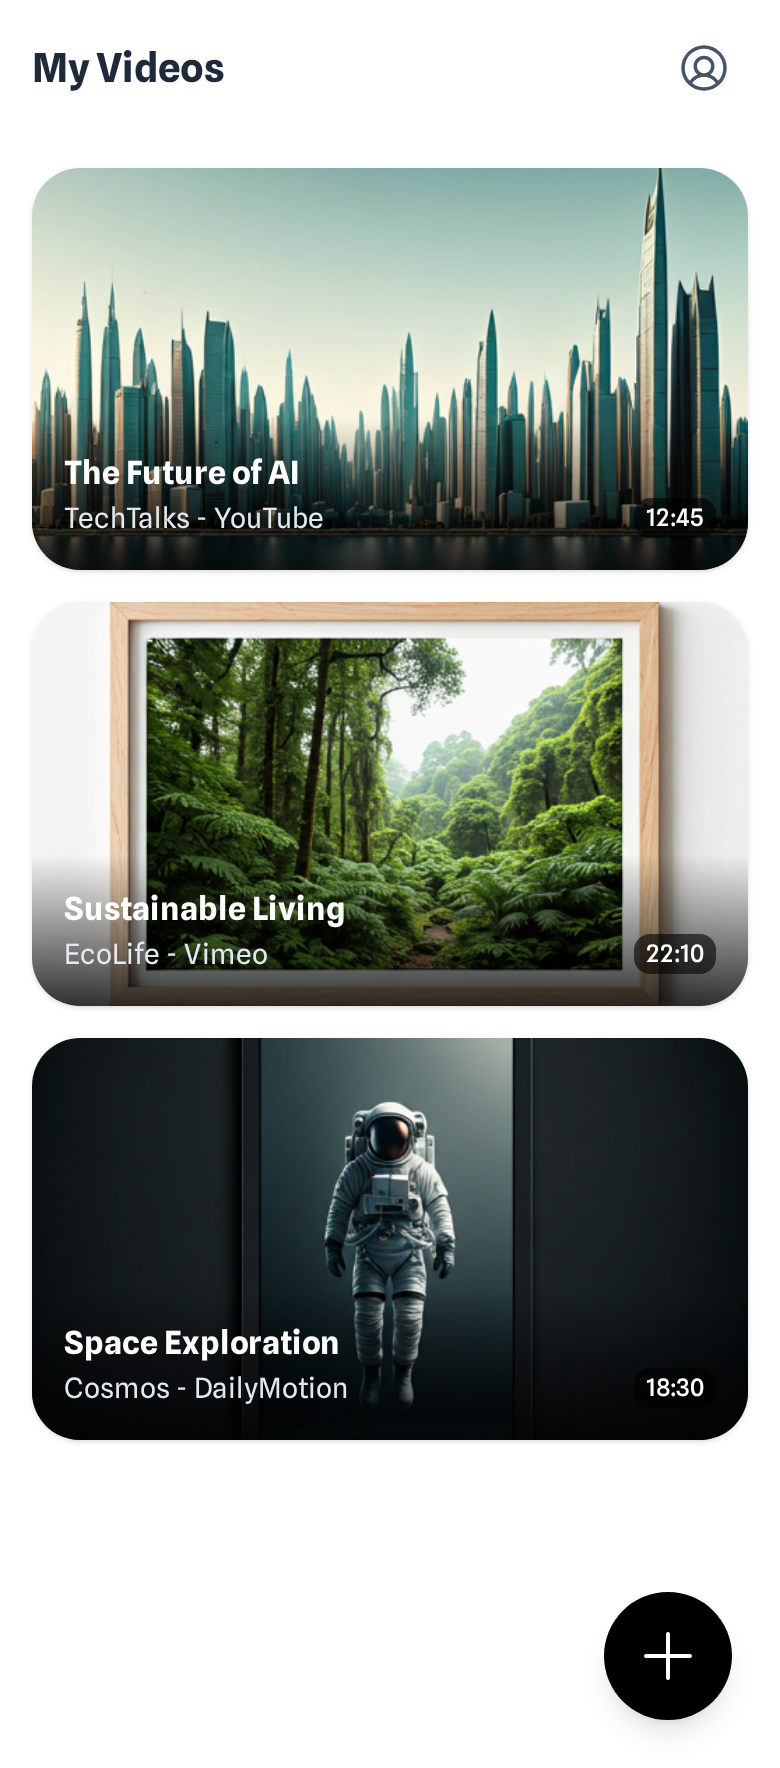 My Videos
The Future of AI
TechTalks - YouTube
12:45
Sustainable Living
EcoLife - Vimeo
22:10
Space Exploration
Cosmos - DailyMotion
18:30